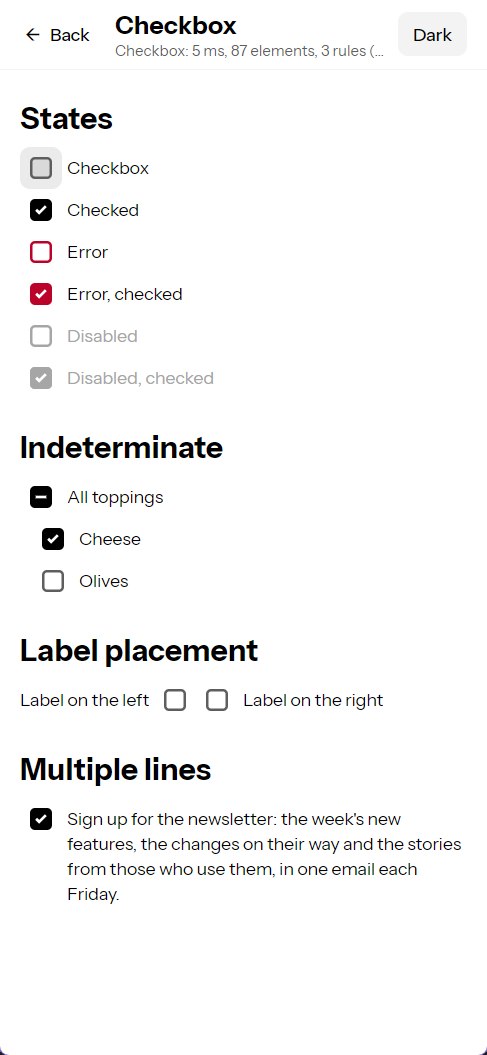 Back
Checkbox
Checkbox: 5 ms, 87 elements, 3 rules (...
Dark
States
Checkbox
Checked
Error
Error, checked
Disabled
Disabled, checked
Indeterminate
All toppings
Cheese
Olives
Label placement
Label on the left
Label on the right
Multiple lines
Sign up for the newsletter: the week's new
features, the changes on their way and the stories
from those who use them, in one email each
Friday.